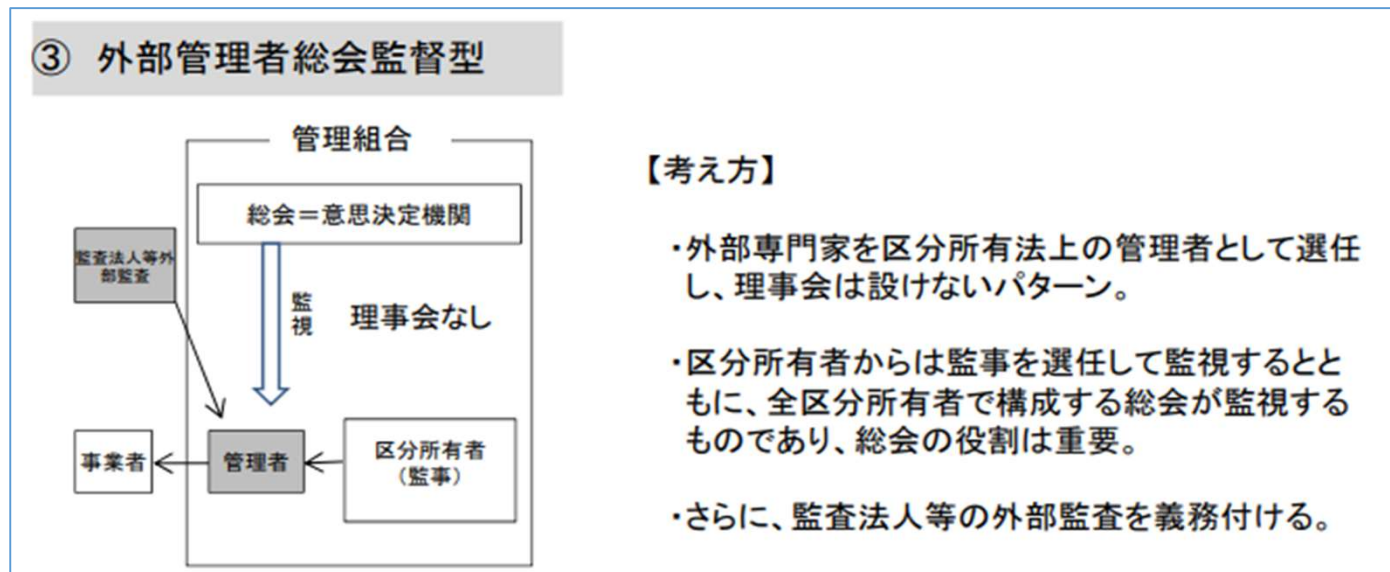 ③ 外部管理者総会監督型
管理組合
総会＝意思決定機関
監査法人等外
部監査
監視
理事会なし
事業者
管理者
区分所有者
（監事）
【考え方】
・外部専門家を区分所有法上の管理者として選任
し、理事会は設けないパターン。
・区分所有者からは監事を選任して監視するとと
もに、全区分所有者で構成する総会が監視する
ものであり、総会の役割は重要。
・さらに、監査法人等の外部監査を義務付ける。